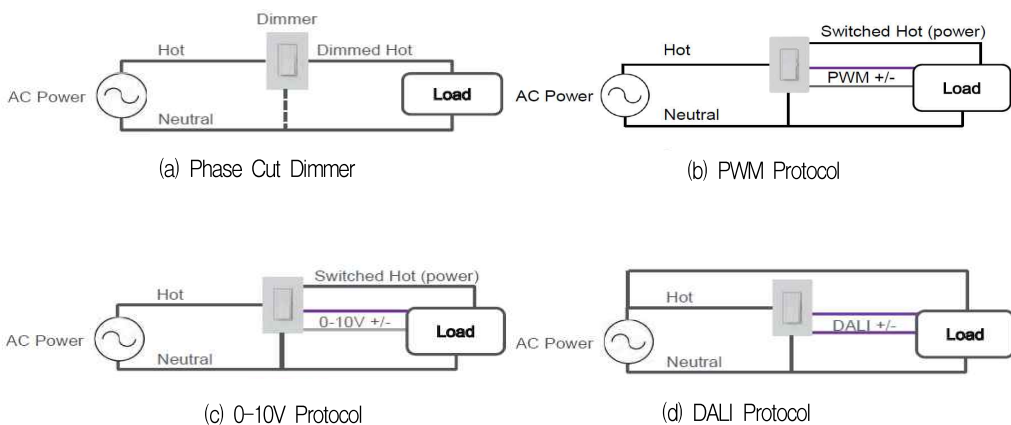 Dimmer
Hot
Dimmed Hot
AC Power
Load
Neutral
(a) Phase Cut Dimmer
Switched Hot (power)
Hot
PWM +/-
AC Power
Load
Neutral
(b) PWM Protocol
Switched Hot (power)
Hot
0-10V +/-
AC Power
Load
Neutral
(c) 0-10V Protocol
Hot
DALI +/-
AC Power
Load
Neutral
(d) DALI Protocol